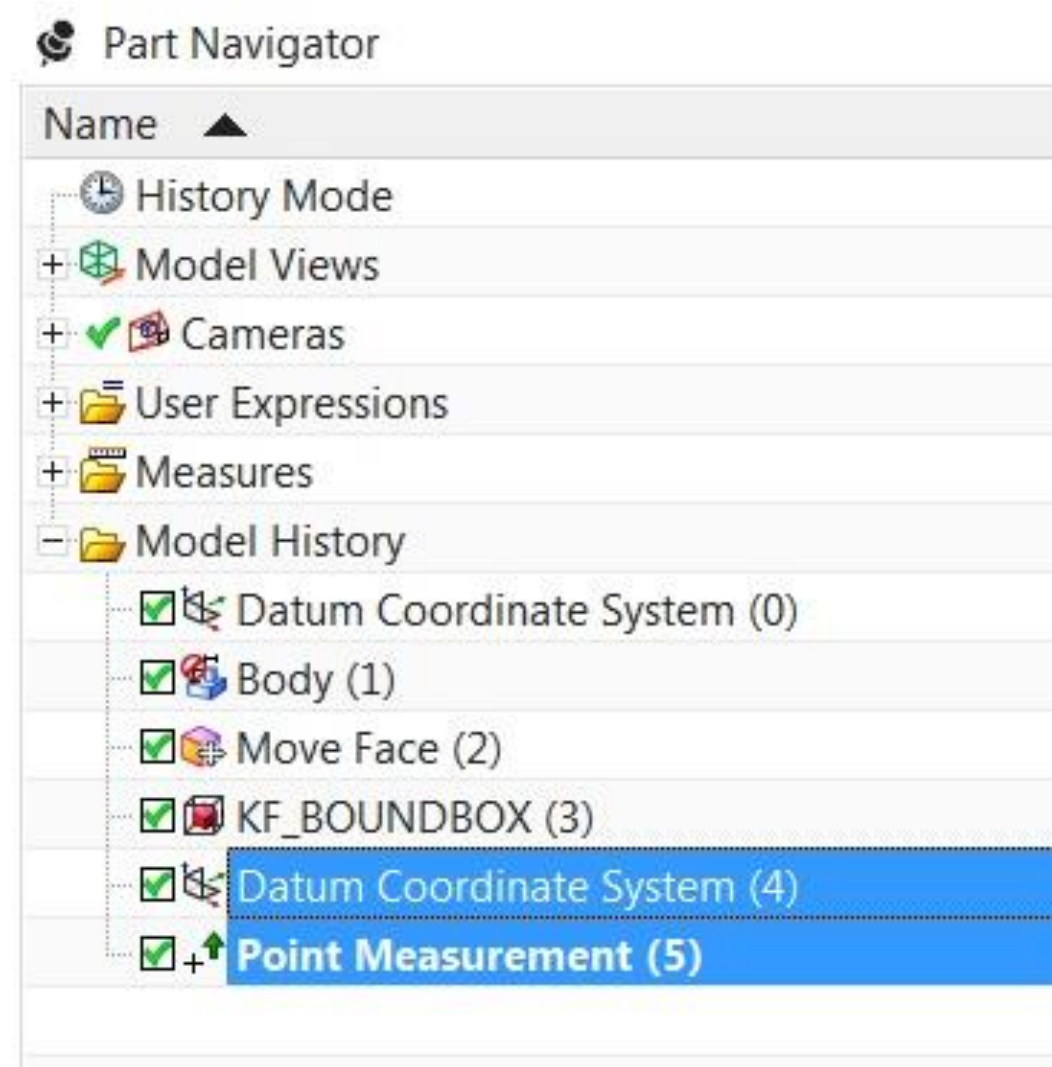 Part Navigator
Name
History Mode
Model Views
Cameras
User Expressions
Measures
Model History
Datum Coordinate System (0)
Body (1)
Move Face (2)
KF_BOUNDBOX (3)
Datum Coordinate System (4)
Point Measurement (5)